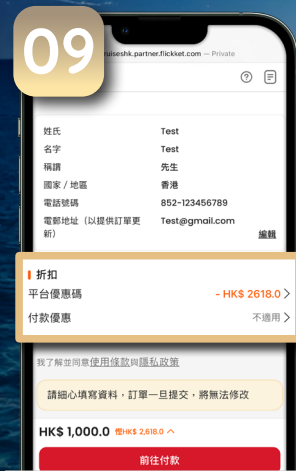 09
ruiseshk.partner.flickket.com — Private
姓氏 Test
名字 Test
稱謂 先生
國家 / 地區 香港
電話號碼 852-123456789
電郵地址（以提供訂單更 Test@gmail.com
新） 編輯
折扣
平台優惠碼 - HK$ 2618.0
付款優惠 不適用
我了解並同意使用條款與隱私政策
請細心填寫資料，訂單一旦提交，將無法修改
HK$ 1,000.0 慳HK$ 2,618.0
前往付款